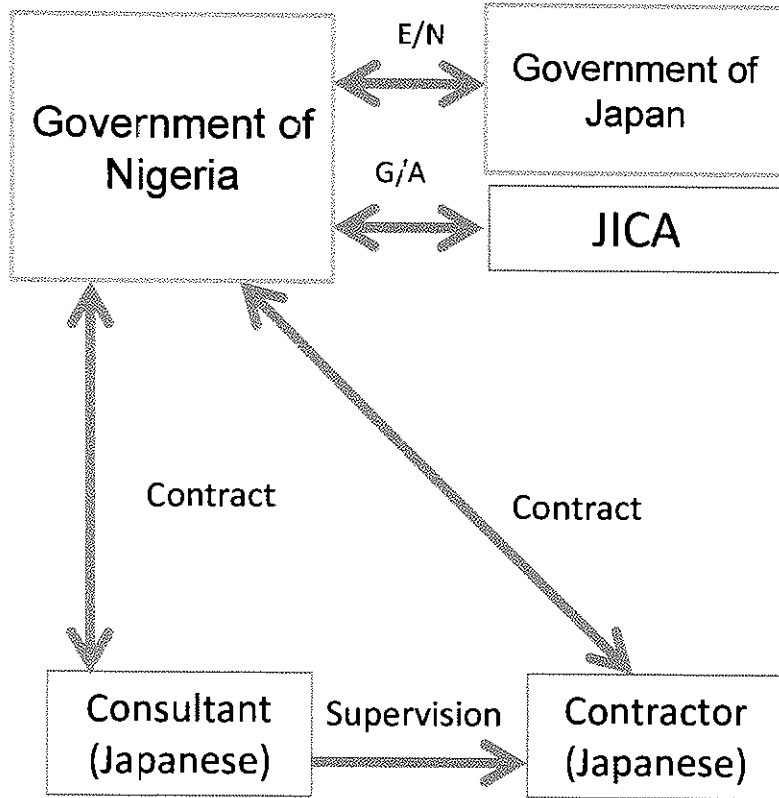 E/N
Government of
Nigeria
Government of
Japan
G/A
JICA
Contract
Contract
Consultant
(Japanese)
Supervision
Contractor
(Japanese)